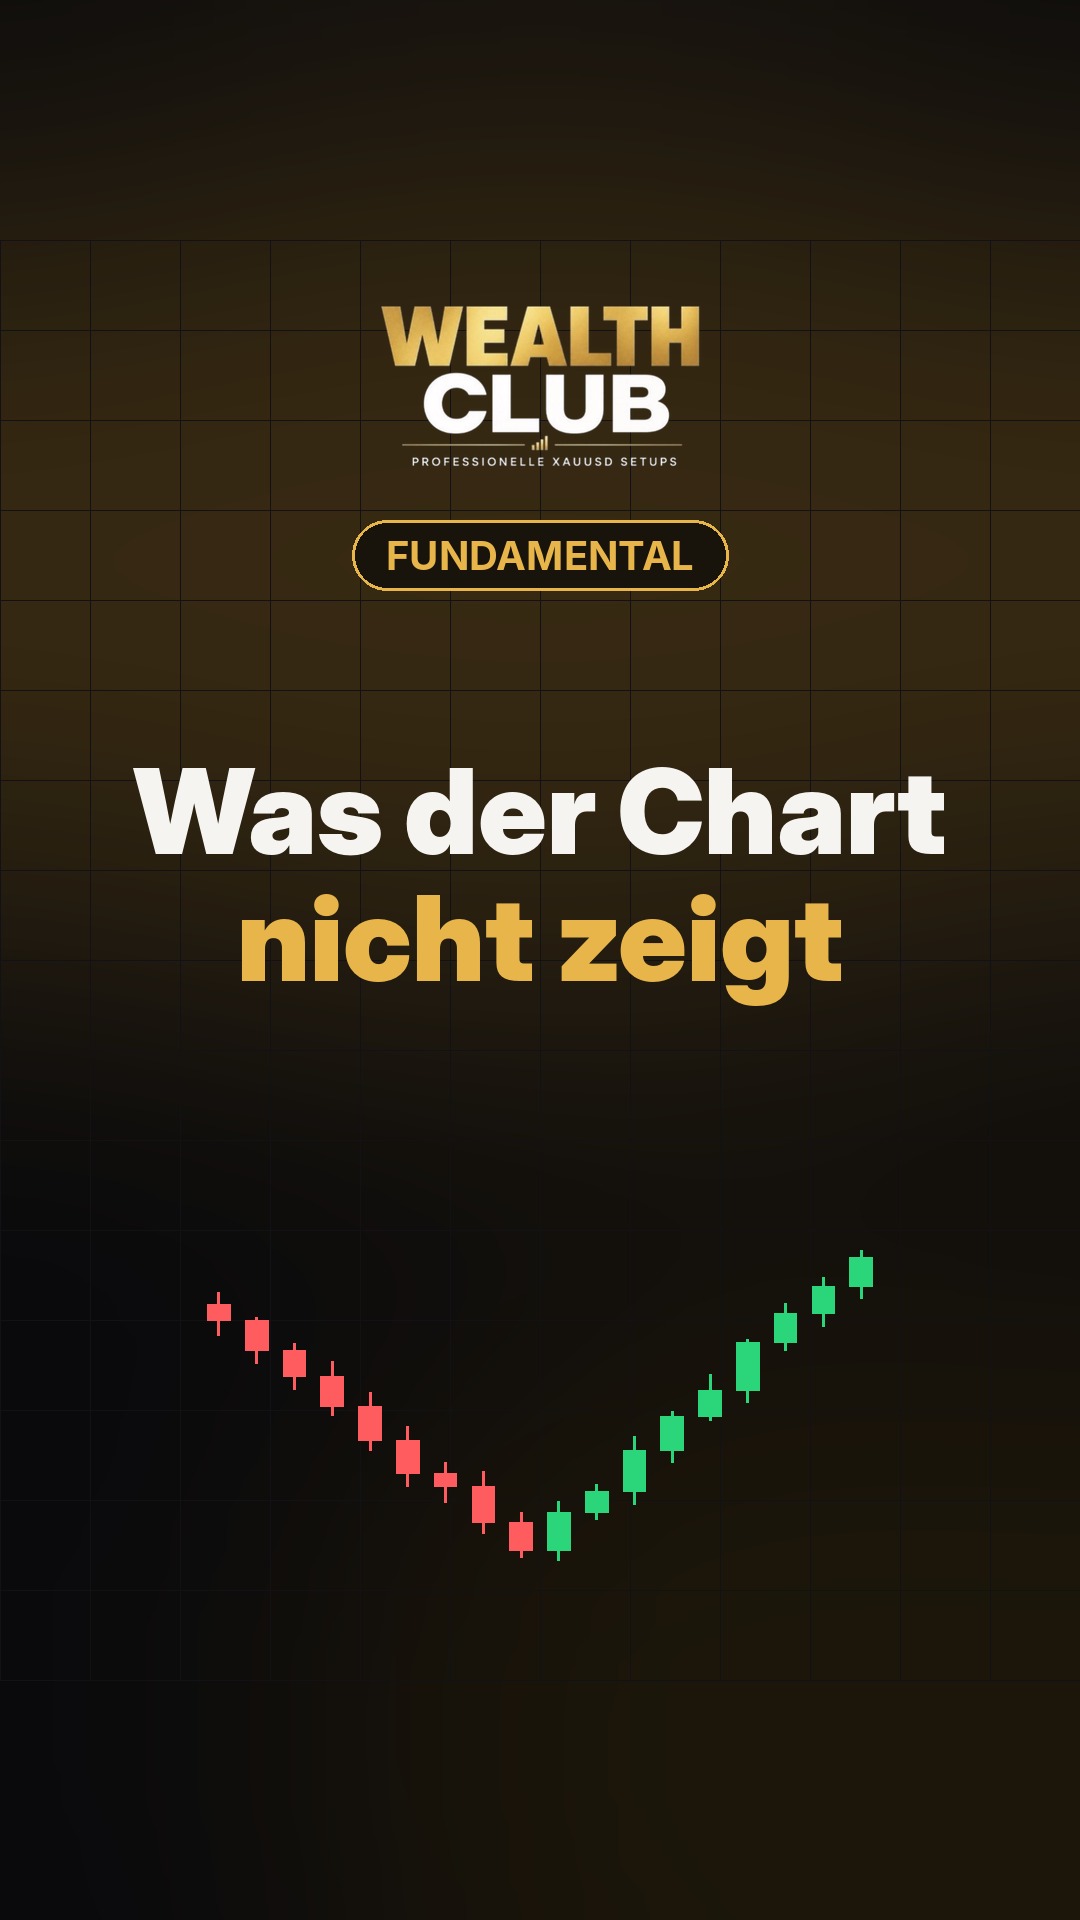 WEALTH
CLUB
PROFESSIONELLE XAUUSD SETUPS
FUNDAMENTAL
Was der Chart
nicht zeigt